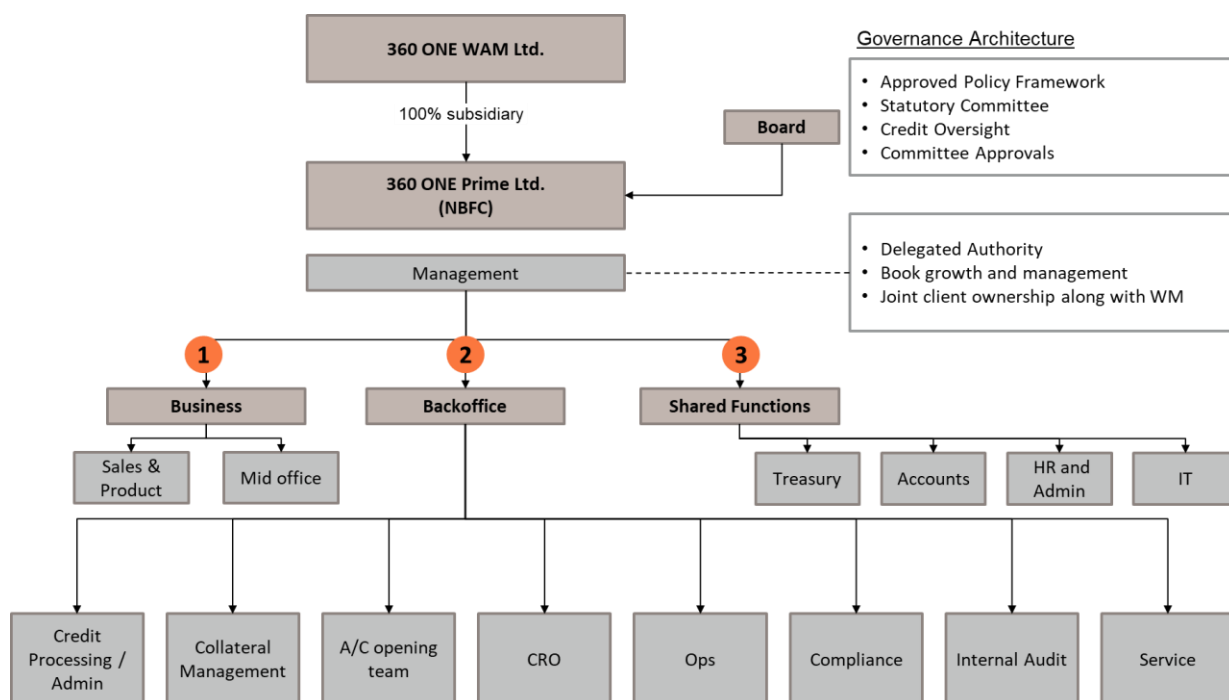 360 ONE WAM Ltd.
Governance Architecture
• Approved Policy Framework
• Statutory Committee
• Credit Oversight
• Committee Approvals
100% subsidiary
Board
360 ONE Prime Ltd.
(NBFC)
Management
• Delegated Authority
• Book growth and management
• Joint client ownership along with WM
1
2
3
Business
Backoffice
Shared Functions
Sales &
Product
Mid office
Treasury
Accounts
HR and
Admin
IT
Credit
Processing /
Admin
Collateral
Management
A/C opening
team
CRO
Ops
Compliance
Internal Audit
Service